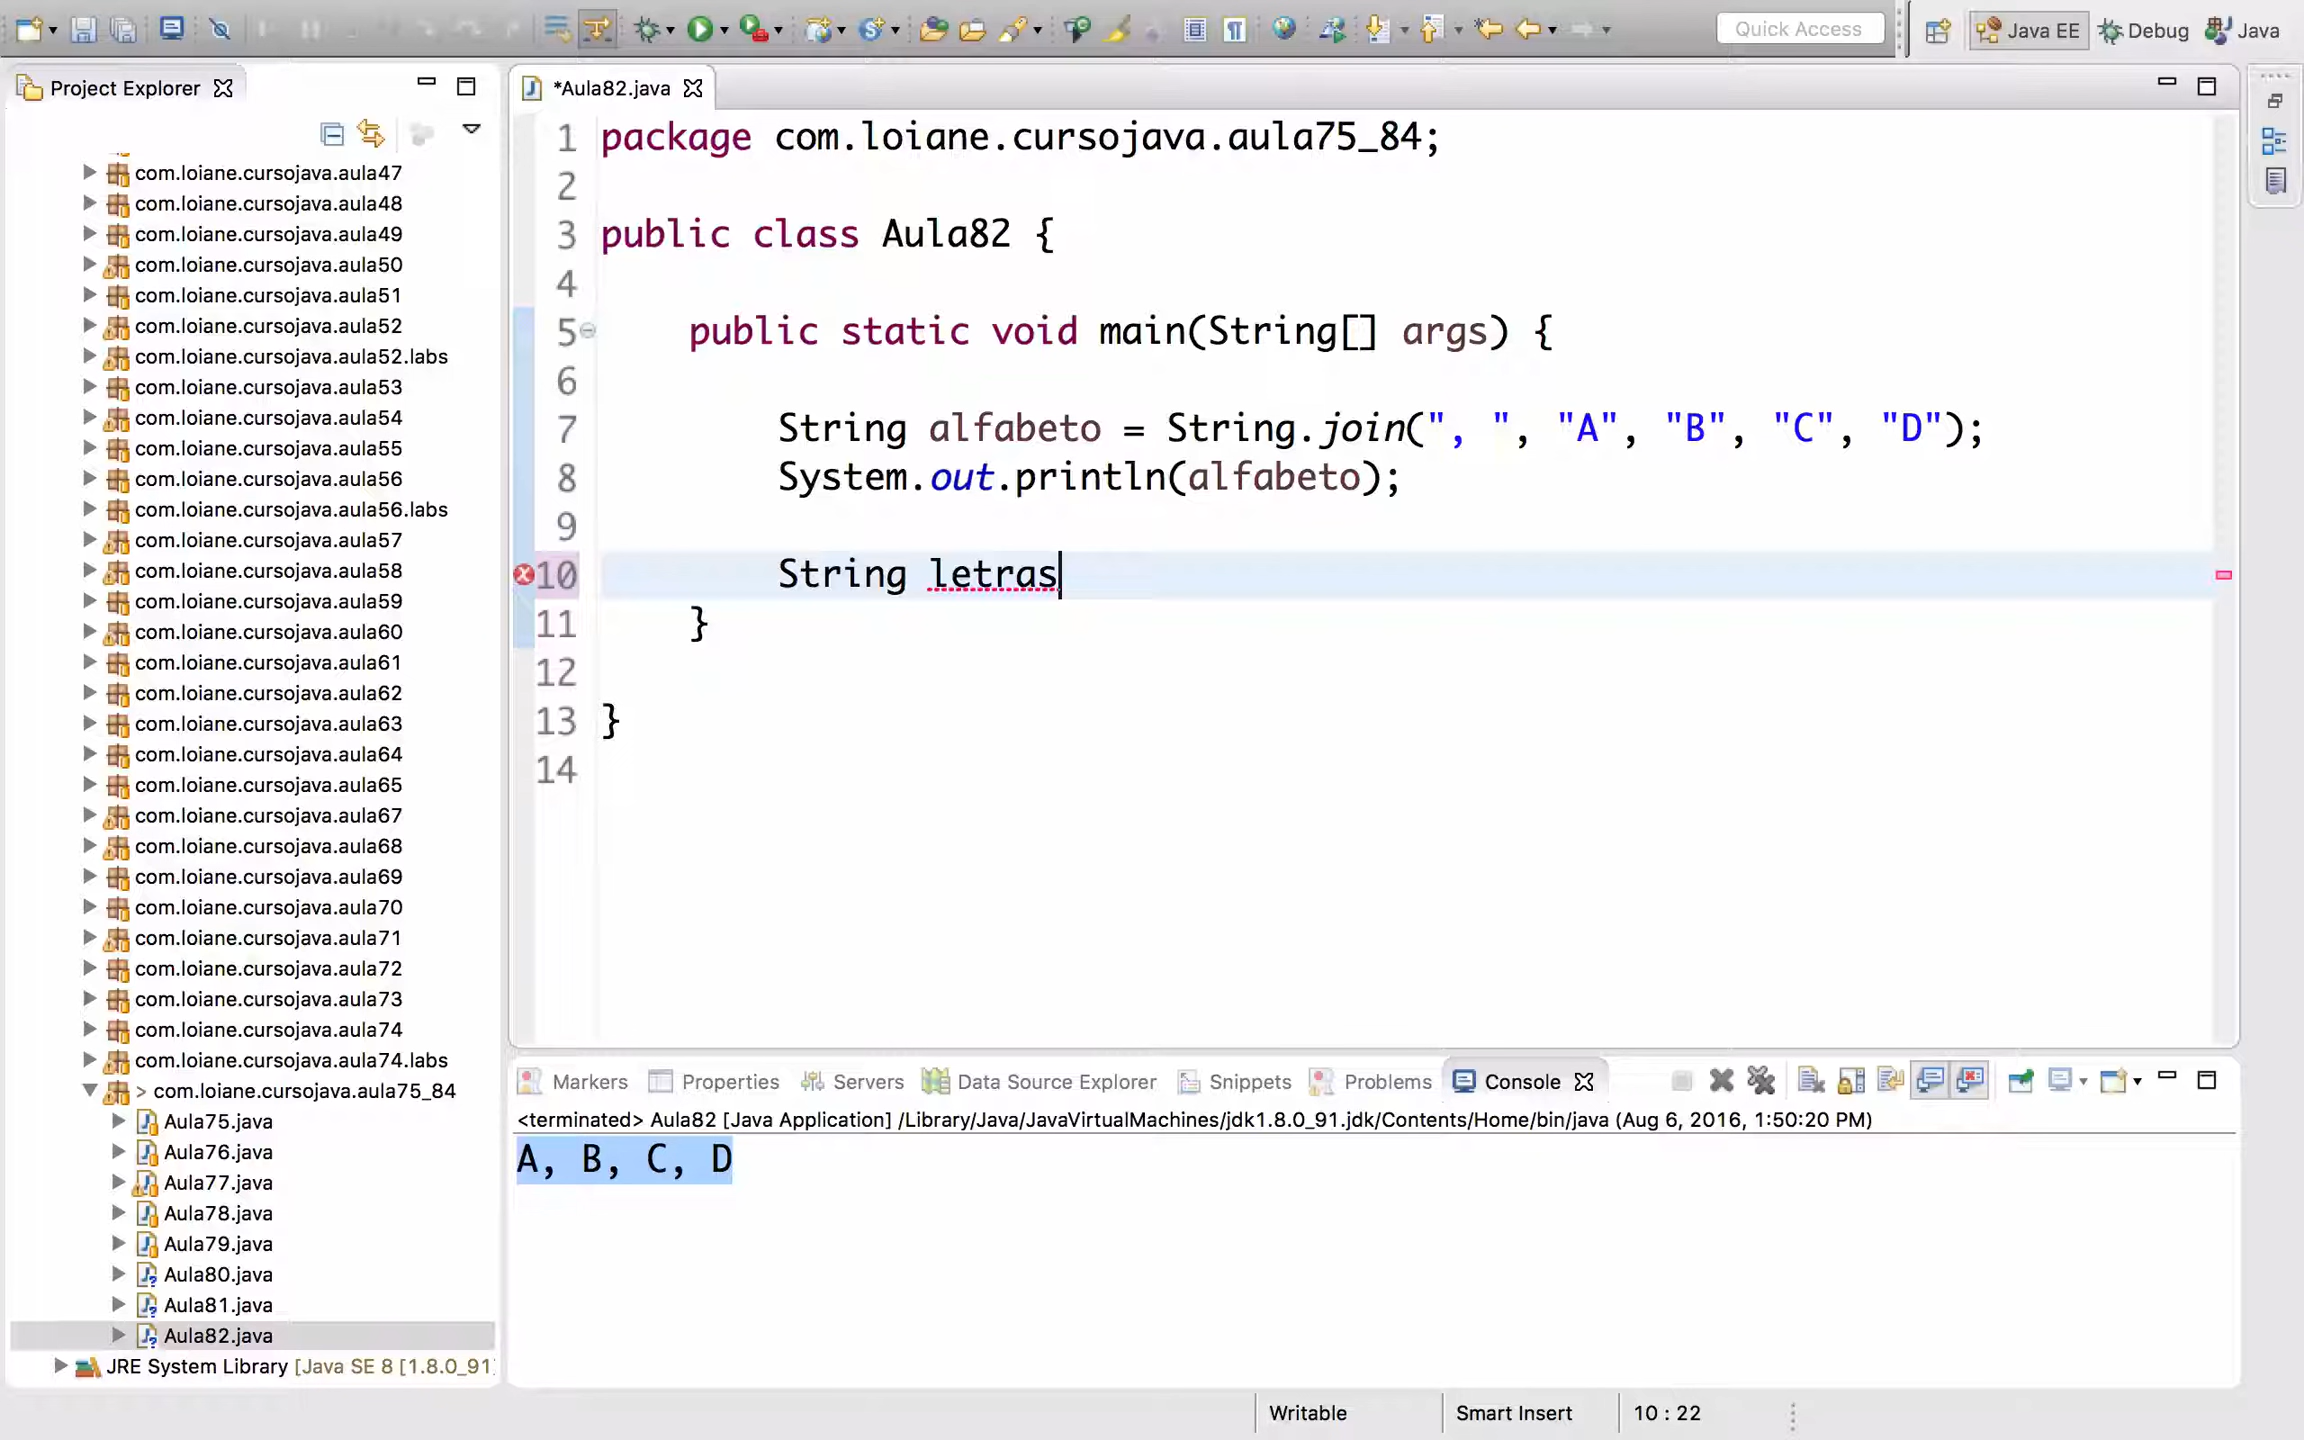 Quick Access
Java EE
Debug
Java
Project Explorer
com.loiane.cursojava.aula47
com.loiane.cursojava.aula48
com.loiane.cursojava.aula49
com.loiane.cursojava.aula50
com.loiane.cursojava.aula51
com.loiane.cursojava.aula52
com.loiane.cursojava.aula52.labs
com.loiane.cursojava.aula53
com.loiane.cursojava.aula54
com.loiane.cursojava.aula55
com.loiane.cursojava.aula56
com.loiane.cursojava.aula56.labs
com.loiane.cursojava.aula57
com.loiane.cursojava.aula58
com.loiane.cursojava.aula59
com.loiane.cursojava.aula60
com.loiane.cursojava.aula61
com.loiane.cursojava.aula62
com.loiane.cursojava.aula63
com.loiane.cursojava.aula64
com.loiane.cursojava.aula65
com.loiane.cursojava.aula67
com.loiane.cursojava.aula68
com.loiane.cursojava.aula69
com.loiane.cursojava.aula70
com.loiane.cursojava.aula71
com.loiane.cursojava.aula72
com.loiane.cursojava.aula73
com.loiane.cursojava.aula74
com.loiane.cursojava.aula74.labs
> com.loiane.cursojava.aula75_84
Aula75.java
Aula76.java
Aula77.java
Aula78.java
Aula79.java
Aula80.java
Aula81.java
Aula82.java
JRE System Library [Java SE 8 [1.8.0_91]
*Aula82.java
1 package com.loiane.cursojava.aula75_84;
2
3 public class Aula82 {
4
5 public static void main(String[] args) {
6
7 String alfabeto = String.join(", ", "A", "B", "C", "D");
8 System.out.println(alfabeto);
9
10 String letras
11 }
12
13 }
14
Markers Properties Servers Data Source Explorer Snippets Problems Console
<terminated> Aula82 [Java Application] /Library/Java/JavaVirtualMachines/jdk1.8.0_91.jdk/Contents/Home/bin/java (Aug 6, 2016, 1:50:20 PM)
A, B, C, D
Writable Smart Insert 10 : 22